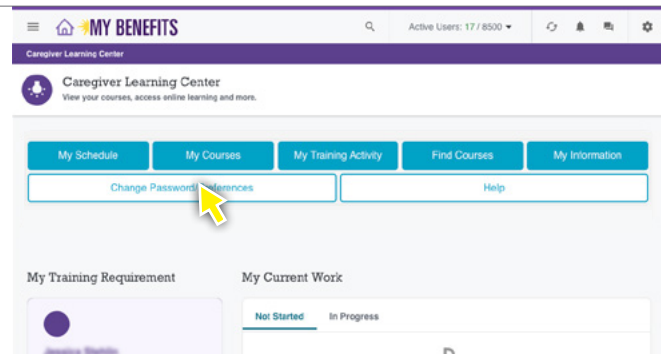 MY BENEFITS
Active Users: 17 / 8500
Caregiver Learning Center
Caregiver Learning Center
View your courses, access online learning and more.
My Schedule My Courses My Training Activity Find Courses My Information
Change Password Help
My Training Requirement My Current Work
Not Started In Progress